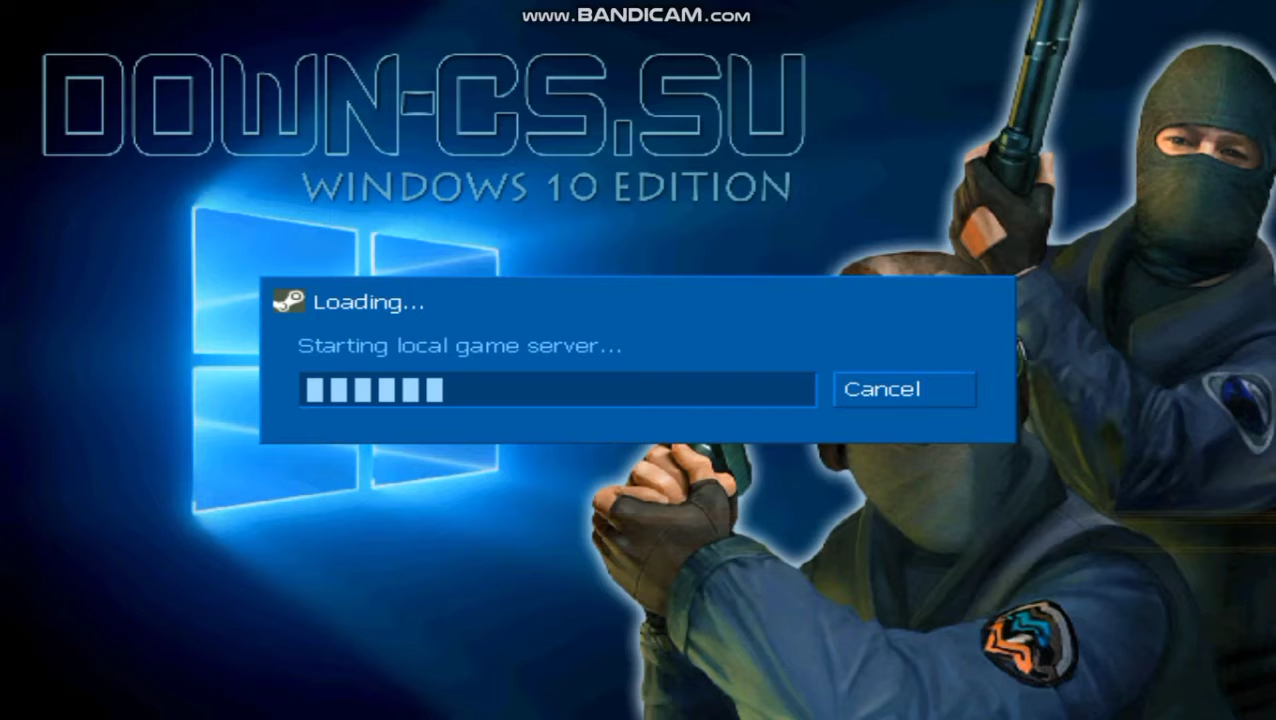 www.BANDICAM.com
DOWN-CS.SU
WINDOWS 10 EDITION
Loading...
Starting local game server...
Cancel